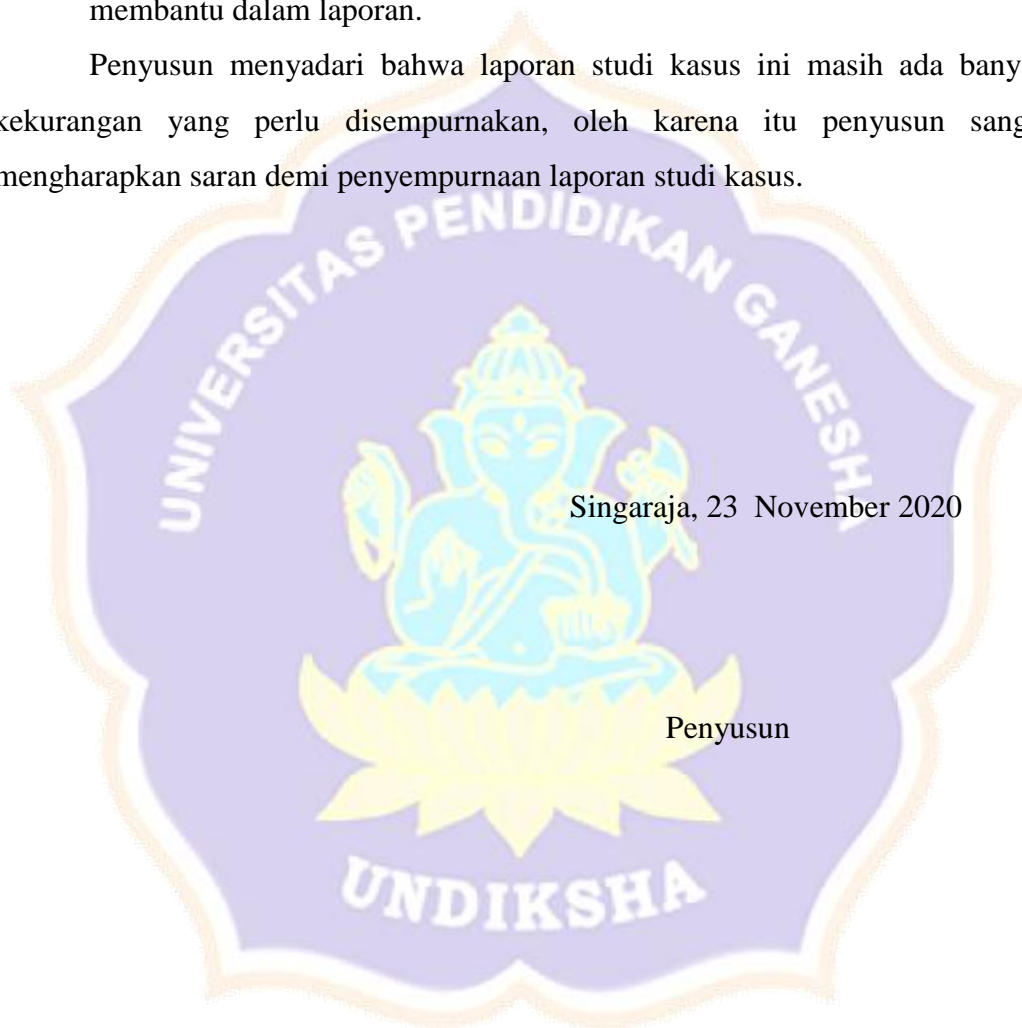 membantu dalam laporan.
Penyusun menyadari bahwa laporan studi kasus ini masih ada bany
kekurangan yang perlu disempurnakan, oleh karena itu penyusun sang
mengharapkan saran demi penyempurnaan laporan studi kasus.
UNIVERSITAS PENDIDIKAN GANESHA
Singaraja, 23 November 2020
Penyusun
UNDIKSHA